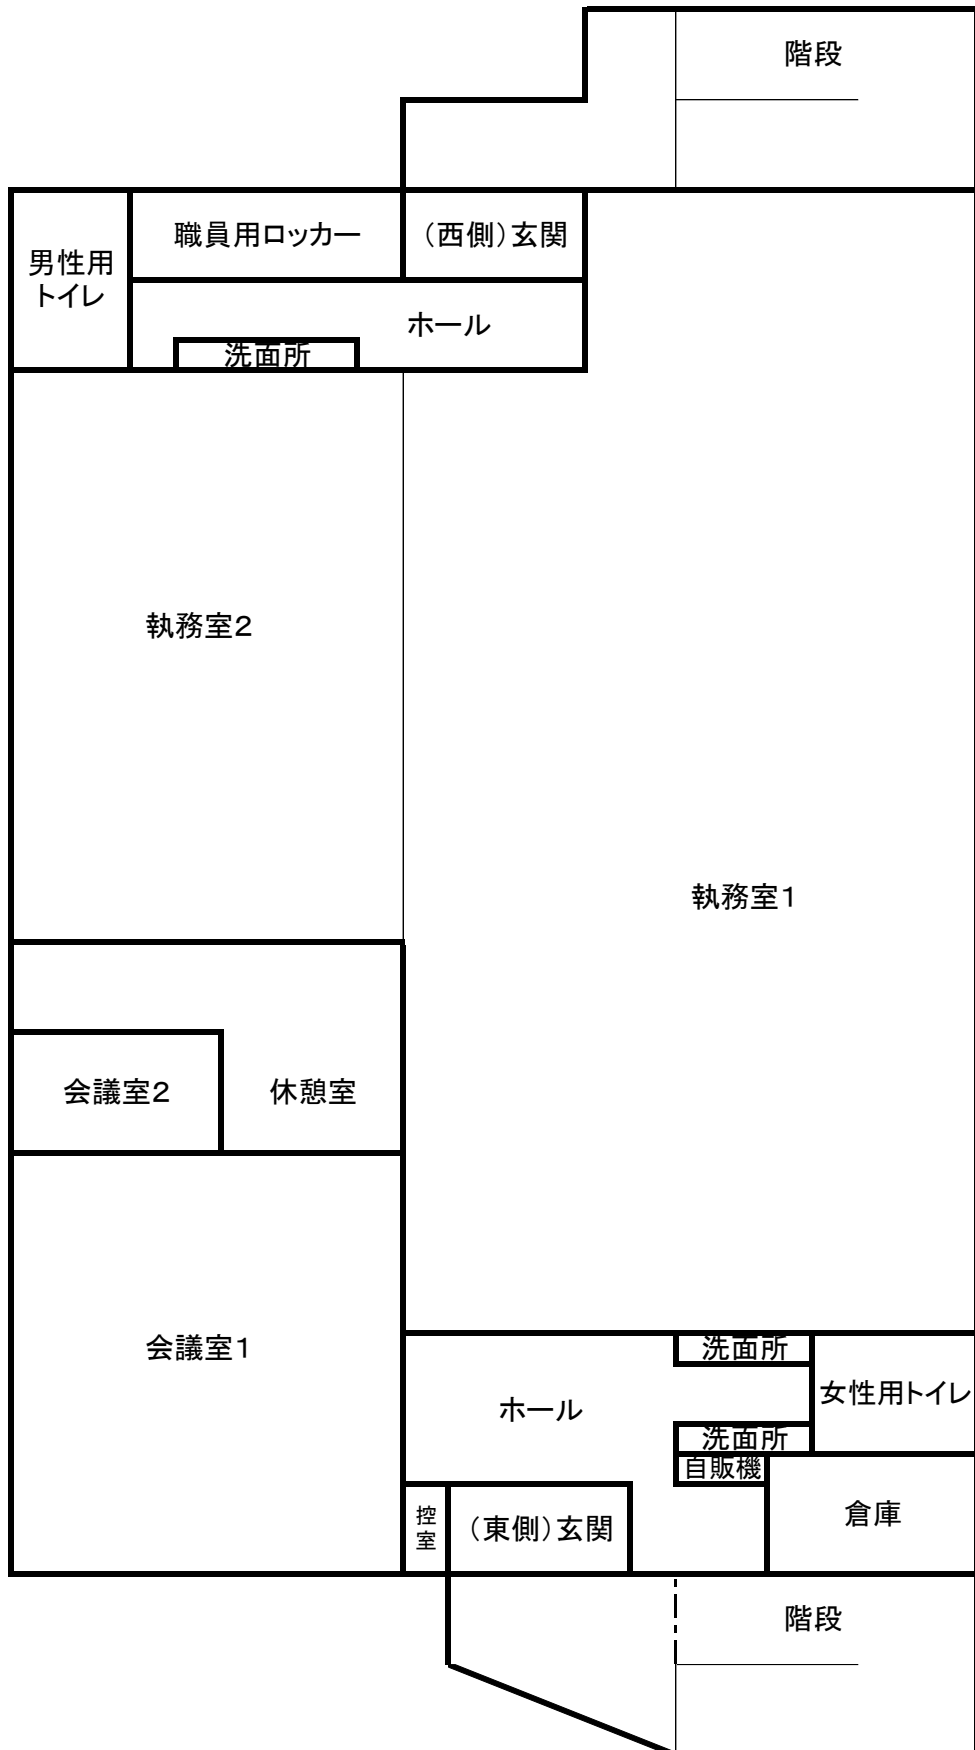 階段
職員用ロッカー
（西側）玄関
男性用
トイレ
ホール
洗面所
執務室２
執務室１
会議室２
休憩室
会議室１
洗面所
女性用トイレ
ホール
洗面所
自販機
控
室
（東側）玄関
倉庫
階段